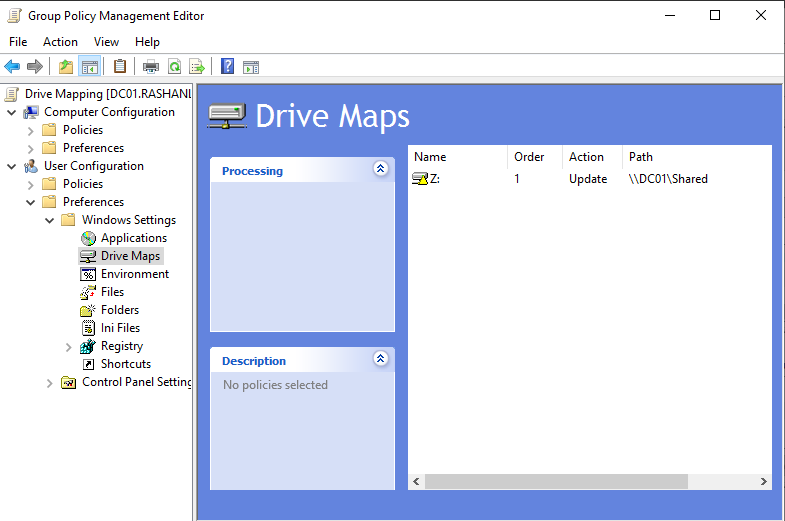 Group Policy Management Editor
File Action View Help
Drive Mapping [DC01.RASHANI
Computer Configuration
Policies
Preferences
User Configuration
Policies
Preferences
Windows Settings
Applications
Drive Maps
Environment
Files
Folders
Ini Files
Registry
Shortcuts
Control Panel Setting
Drive Maps
Processing
Description
No policies selected
Name Order Action Path
Z: 1 Update \\DC01\Shared